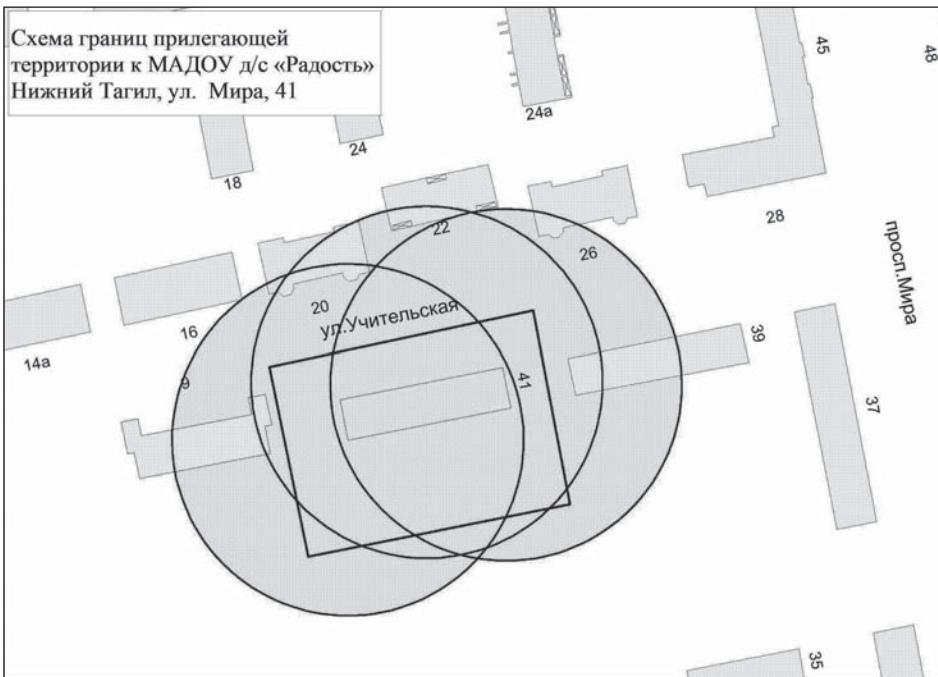 Схема границ прилегающей
территории к МАДОУ д/с «Радость»
Нижний Тагил, ул. Мира, 41
45
48
24а
24
18
28
22
26
просп.Мира
20
ул.Учительская
16
14а
39
9
41
37
35